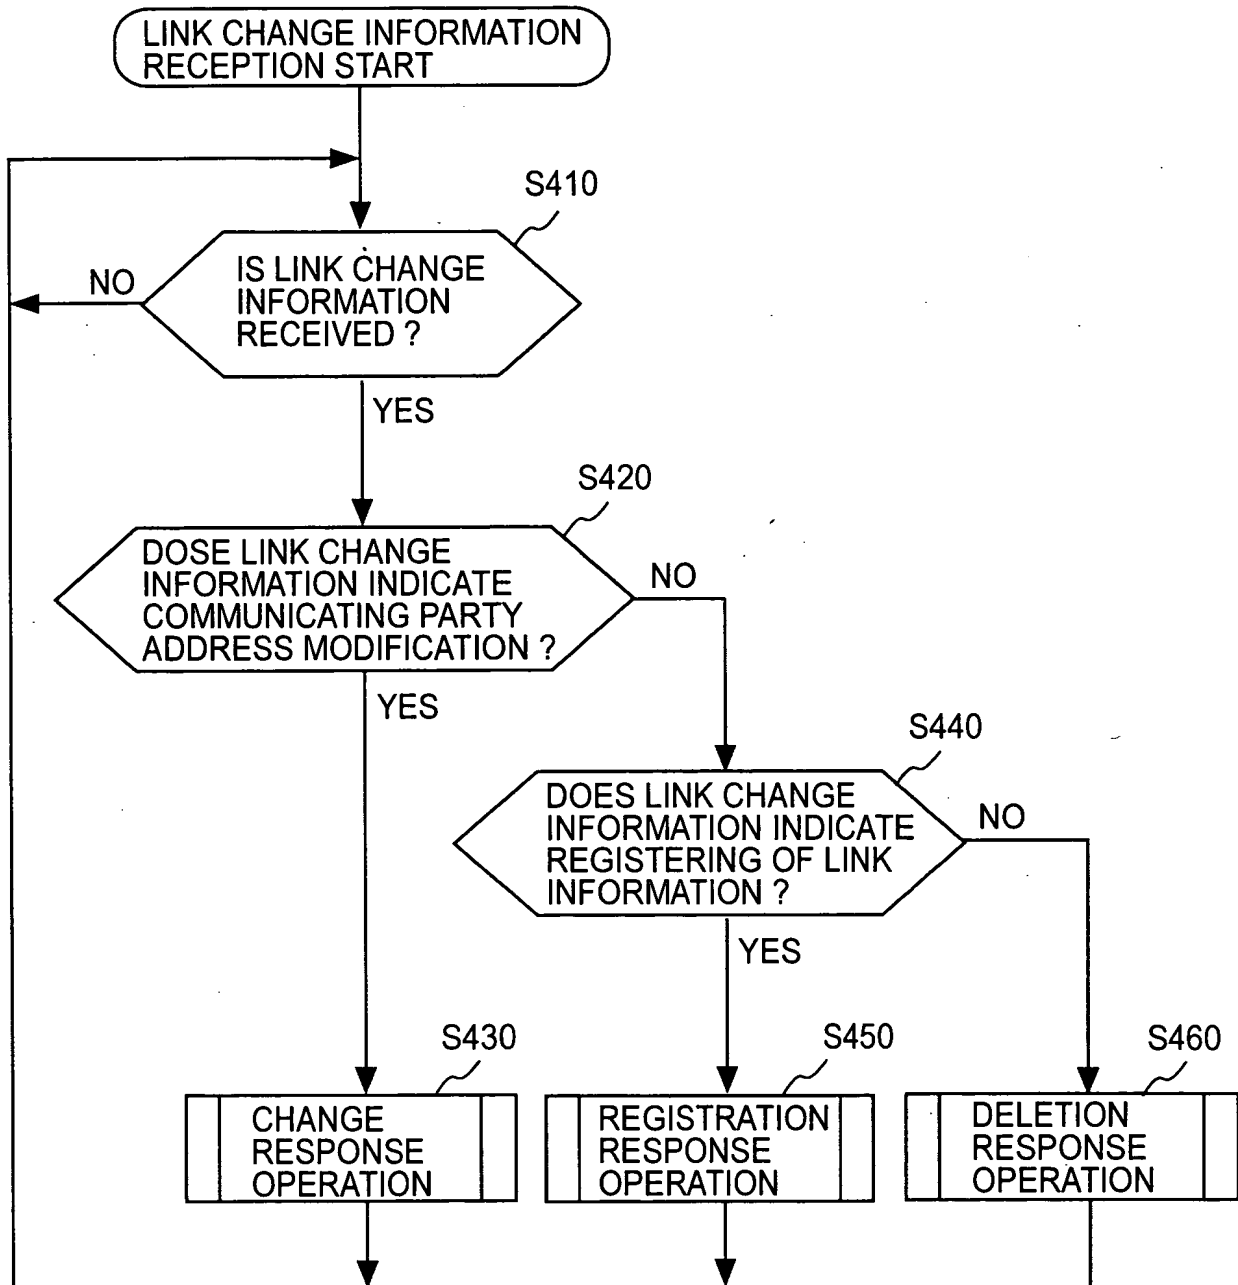 LINK CHANGE INFORMATION
RECEPTION START
S410
IS LINK CHANGE
INFORMATION
RECEIVED ?
NO
YES
S420
DOSE LINK CHANGE
INFORMATION INDICATE
COMMUNICATING PARTY
ADDRESS MODIFICATION ?
NO
YES
S440
DOES LINK CHANGE
INFORMATION INDICATE
REGISTERING OF LINK
INFORMATION ?
NO
YES
S430
CHANGE
RESPONSE
OPERATION
S450
REGISTRATION
RESPONSE
OPERATION
S460
DELETION
RESPONSE
OPERATION